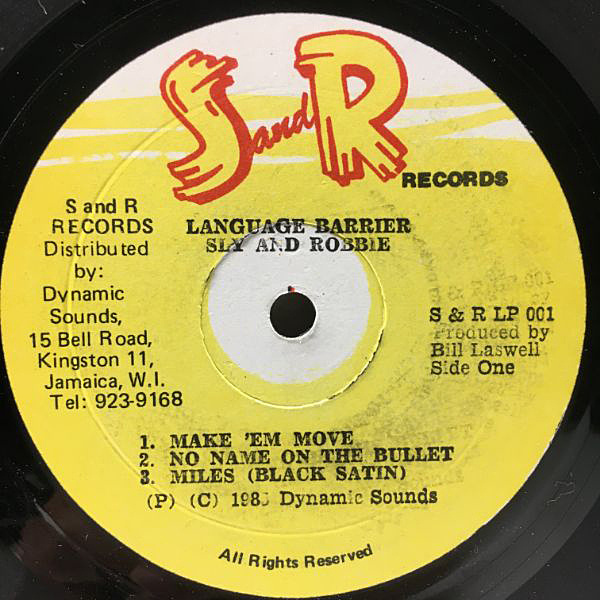 S and R
RECORDS
S and R
RECORDS
Distributed
by:
Dynamic
Sounds,
15 Bell Road,
Kingston 11,
Jamaica, W.I.
Tel: 923-9168
LANGUAGE BARRIER
SLY AND ROBBIE
S & R LP 001
Produced by
Bill Laswell
Side One
1. MAKE 'EM MOVE
2. NO NAME ON THE BULLET
3. MILES (BLACK SATIN)
(P) (C) Dynamic Sounds
All Rights Reserved